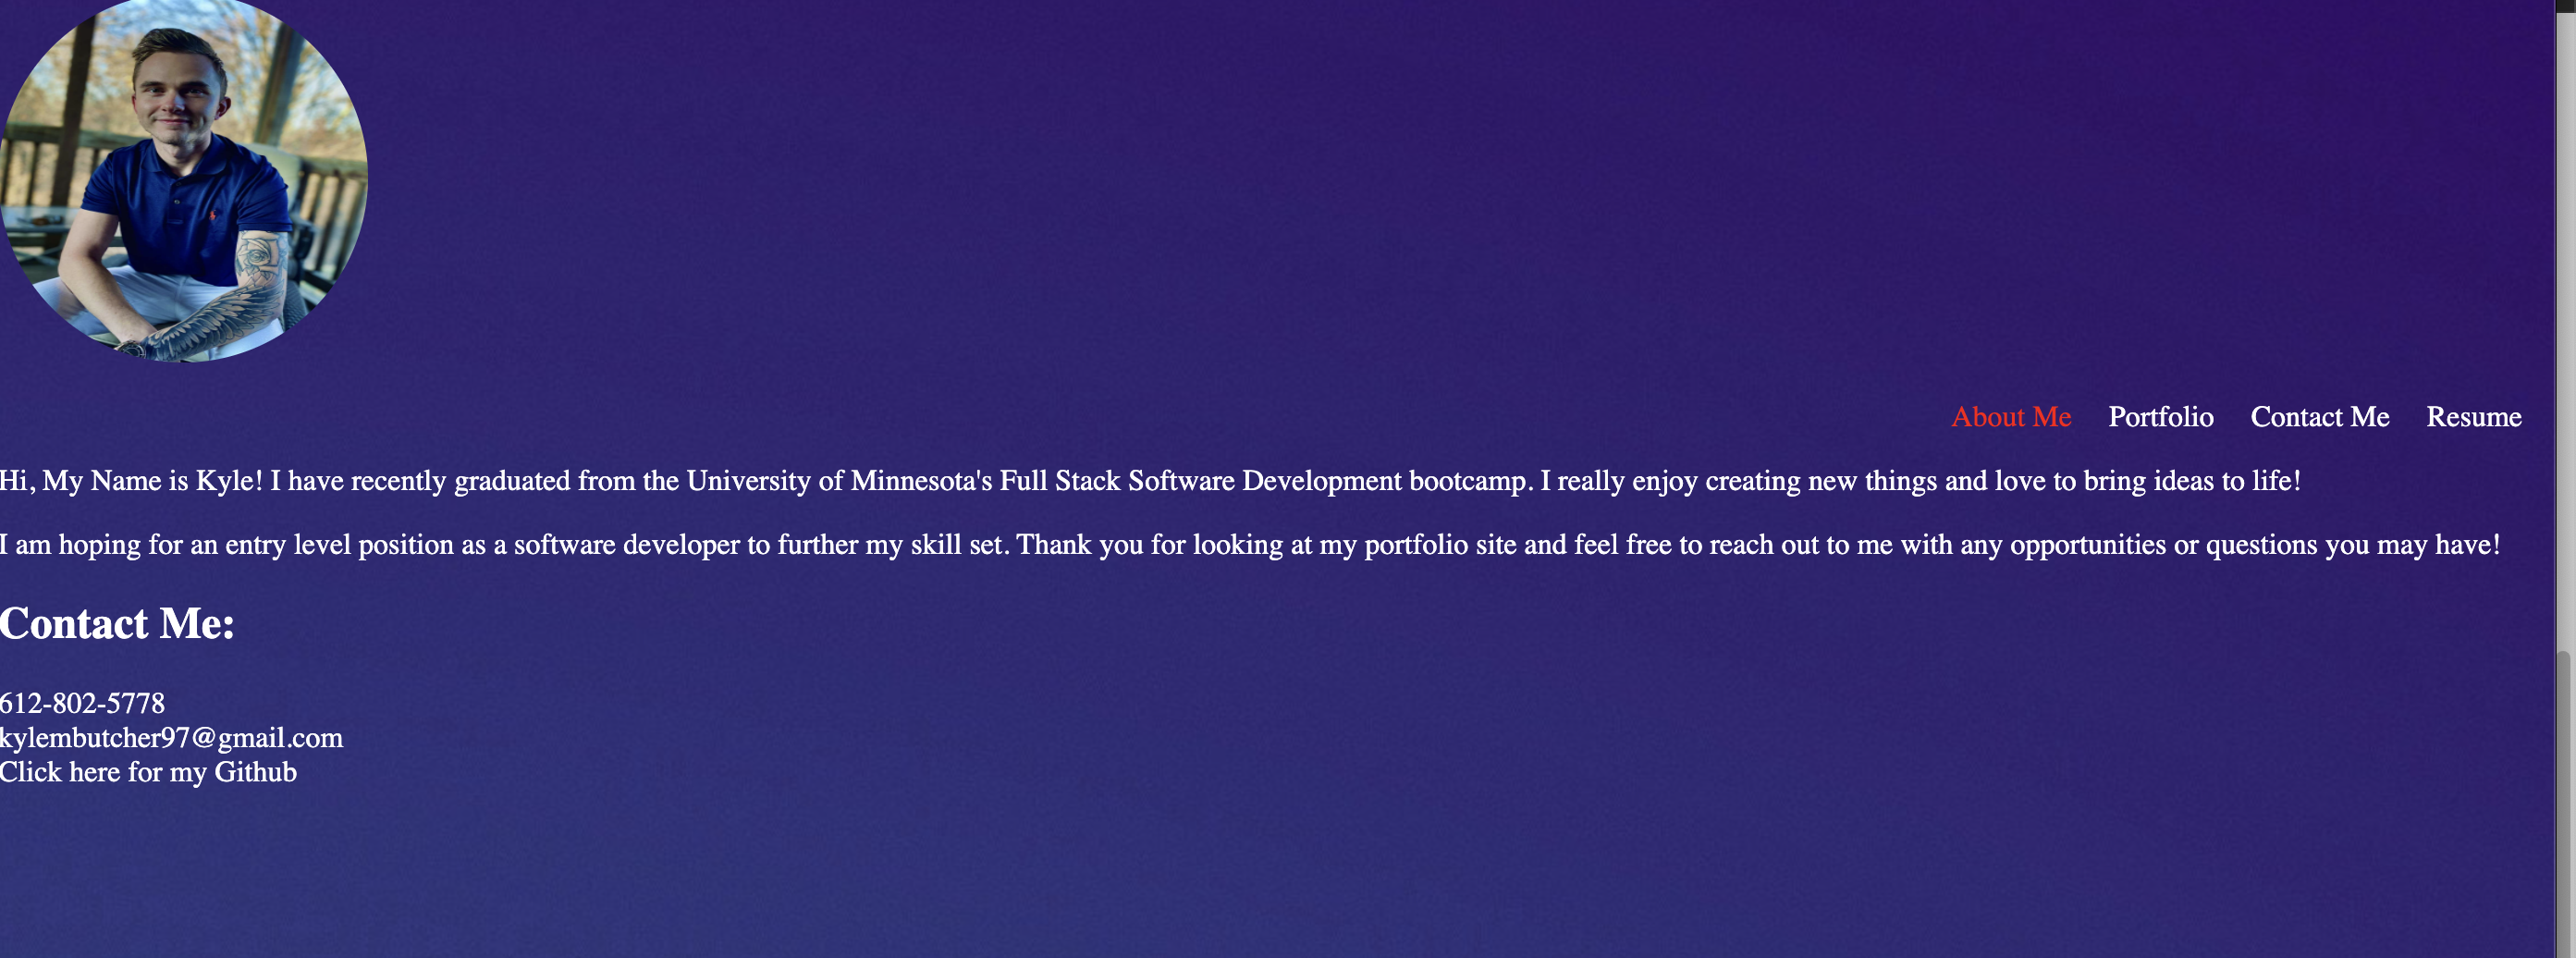 About Me Portfolio Contact Me Resume
Hi, My Name is Kyle! I have recently graduated from the University of Minnesota's Full Stack Software Development bootcamp. I really enjoy creating new things and love to bring ideas to life!
I am hoping for an entry level position as a software developer to further my skill set. Thank you for looking at my portfolio site and feel free to reach out to me with any opportunities or questions you may have!
Contact Me:
612-802-5778
kylembutcher97@gmail.com
Click here for my Github